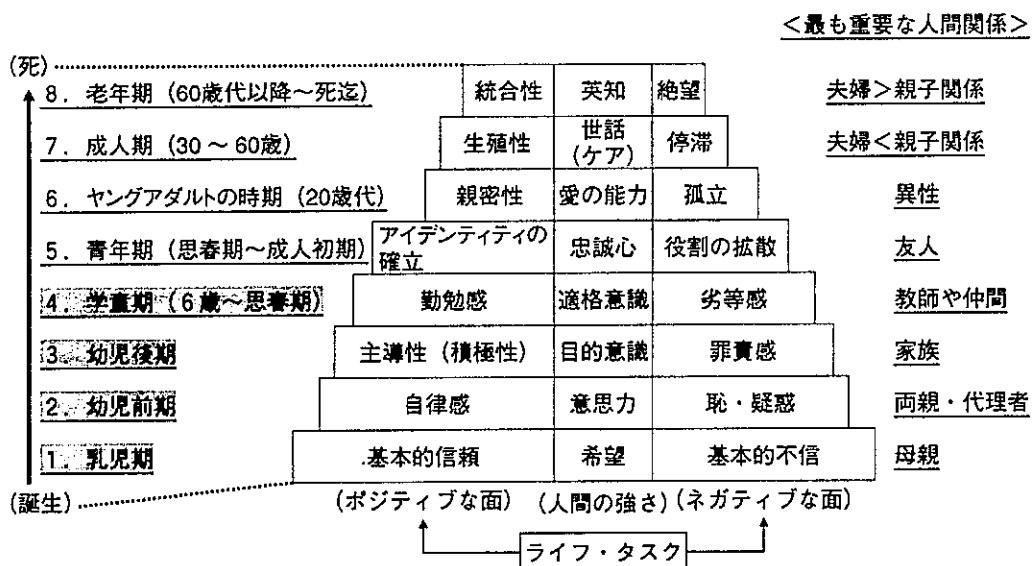 ＜最も重要な人間関係＞
(死)
8．老年期（60歳代以降～死迄） 統合性 英知 絶望 夫婦＞親子関係
7．成人期（30～60歳） 生殖性 世話(ケア) 停滞 夫婦＜親子関係
6．ヤングアダルトの時期（20歳代） 親密性 愛の能力 孤立 異性
5．青年期（思春期～成人初期） アイデンティティの確立 忠誠心 役割の拡散 友人
4．学童期（6歳～思春期） 勤勉感 適格意識 劣等感 教師や仲間
3．幼児後期 主導性（積極性） 目的意識 罪責感 家族
2．幼児前期 自律感 意思力 恥・疑惑 両親・代理者
1．乳児期 基本的信頼 希望 基本的不信 母親
(誕生)
(ポジティブな面) (人間の強さ) (ネガティブな面)
ライフ・タスク